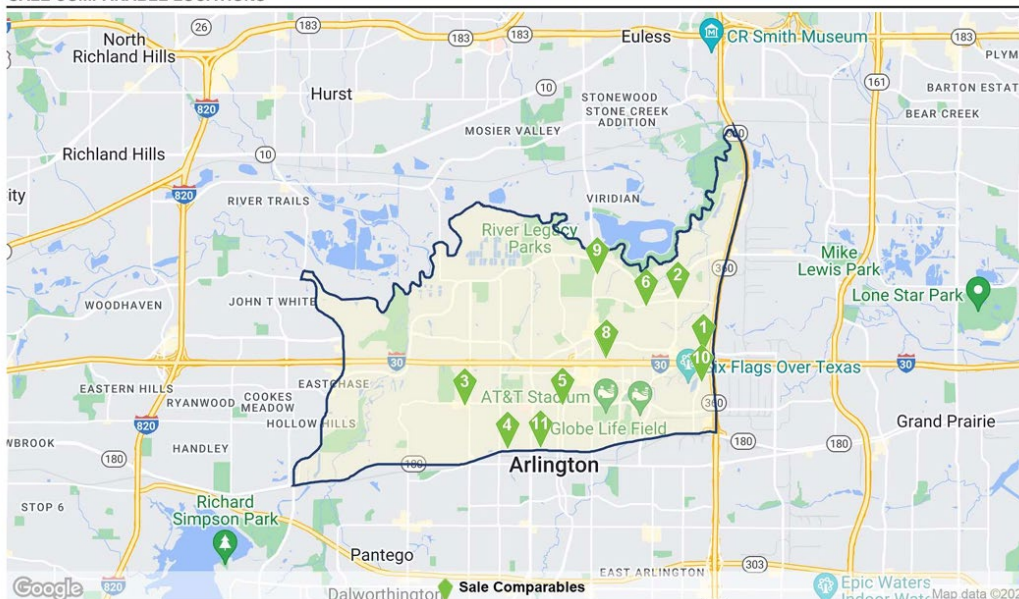 26
183
183
183
183
North
Richland Hills
Euless
CR Smith Museum
161
BARTON ESTAT
BEAR CREEK
820
Hurst
10
10
STONEWOOD
STONE CREEK
ADDITION
MOSIER VALLEY
Richland Hills
10
820
RIVER TRAILS
VIRIDIAN
River Legacy
Parks
9
6
2
360
Mike
Lewis Park
Lone Star Park
WOODHAVEN
JOHN T WHITE
8
1
10
30
30
30
Six Flags Over Texas
EASTERN HILLS
EASTCHASE
RYANWOOD
COOKES
MEADOW
3
5
AT&T Stadium
360
820
HOLLOW HILLS
HANDLEY
4
11
Globe Life Field
Grand Prairie
180
180
180
180
Arlington
STOP 6
Richard
Simpson Park
Pantego
EAST ARLINGTON
303
Google
Dalworthington
Sale Comparables
Epic Waters
Map data